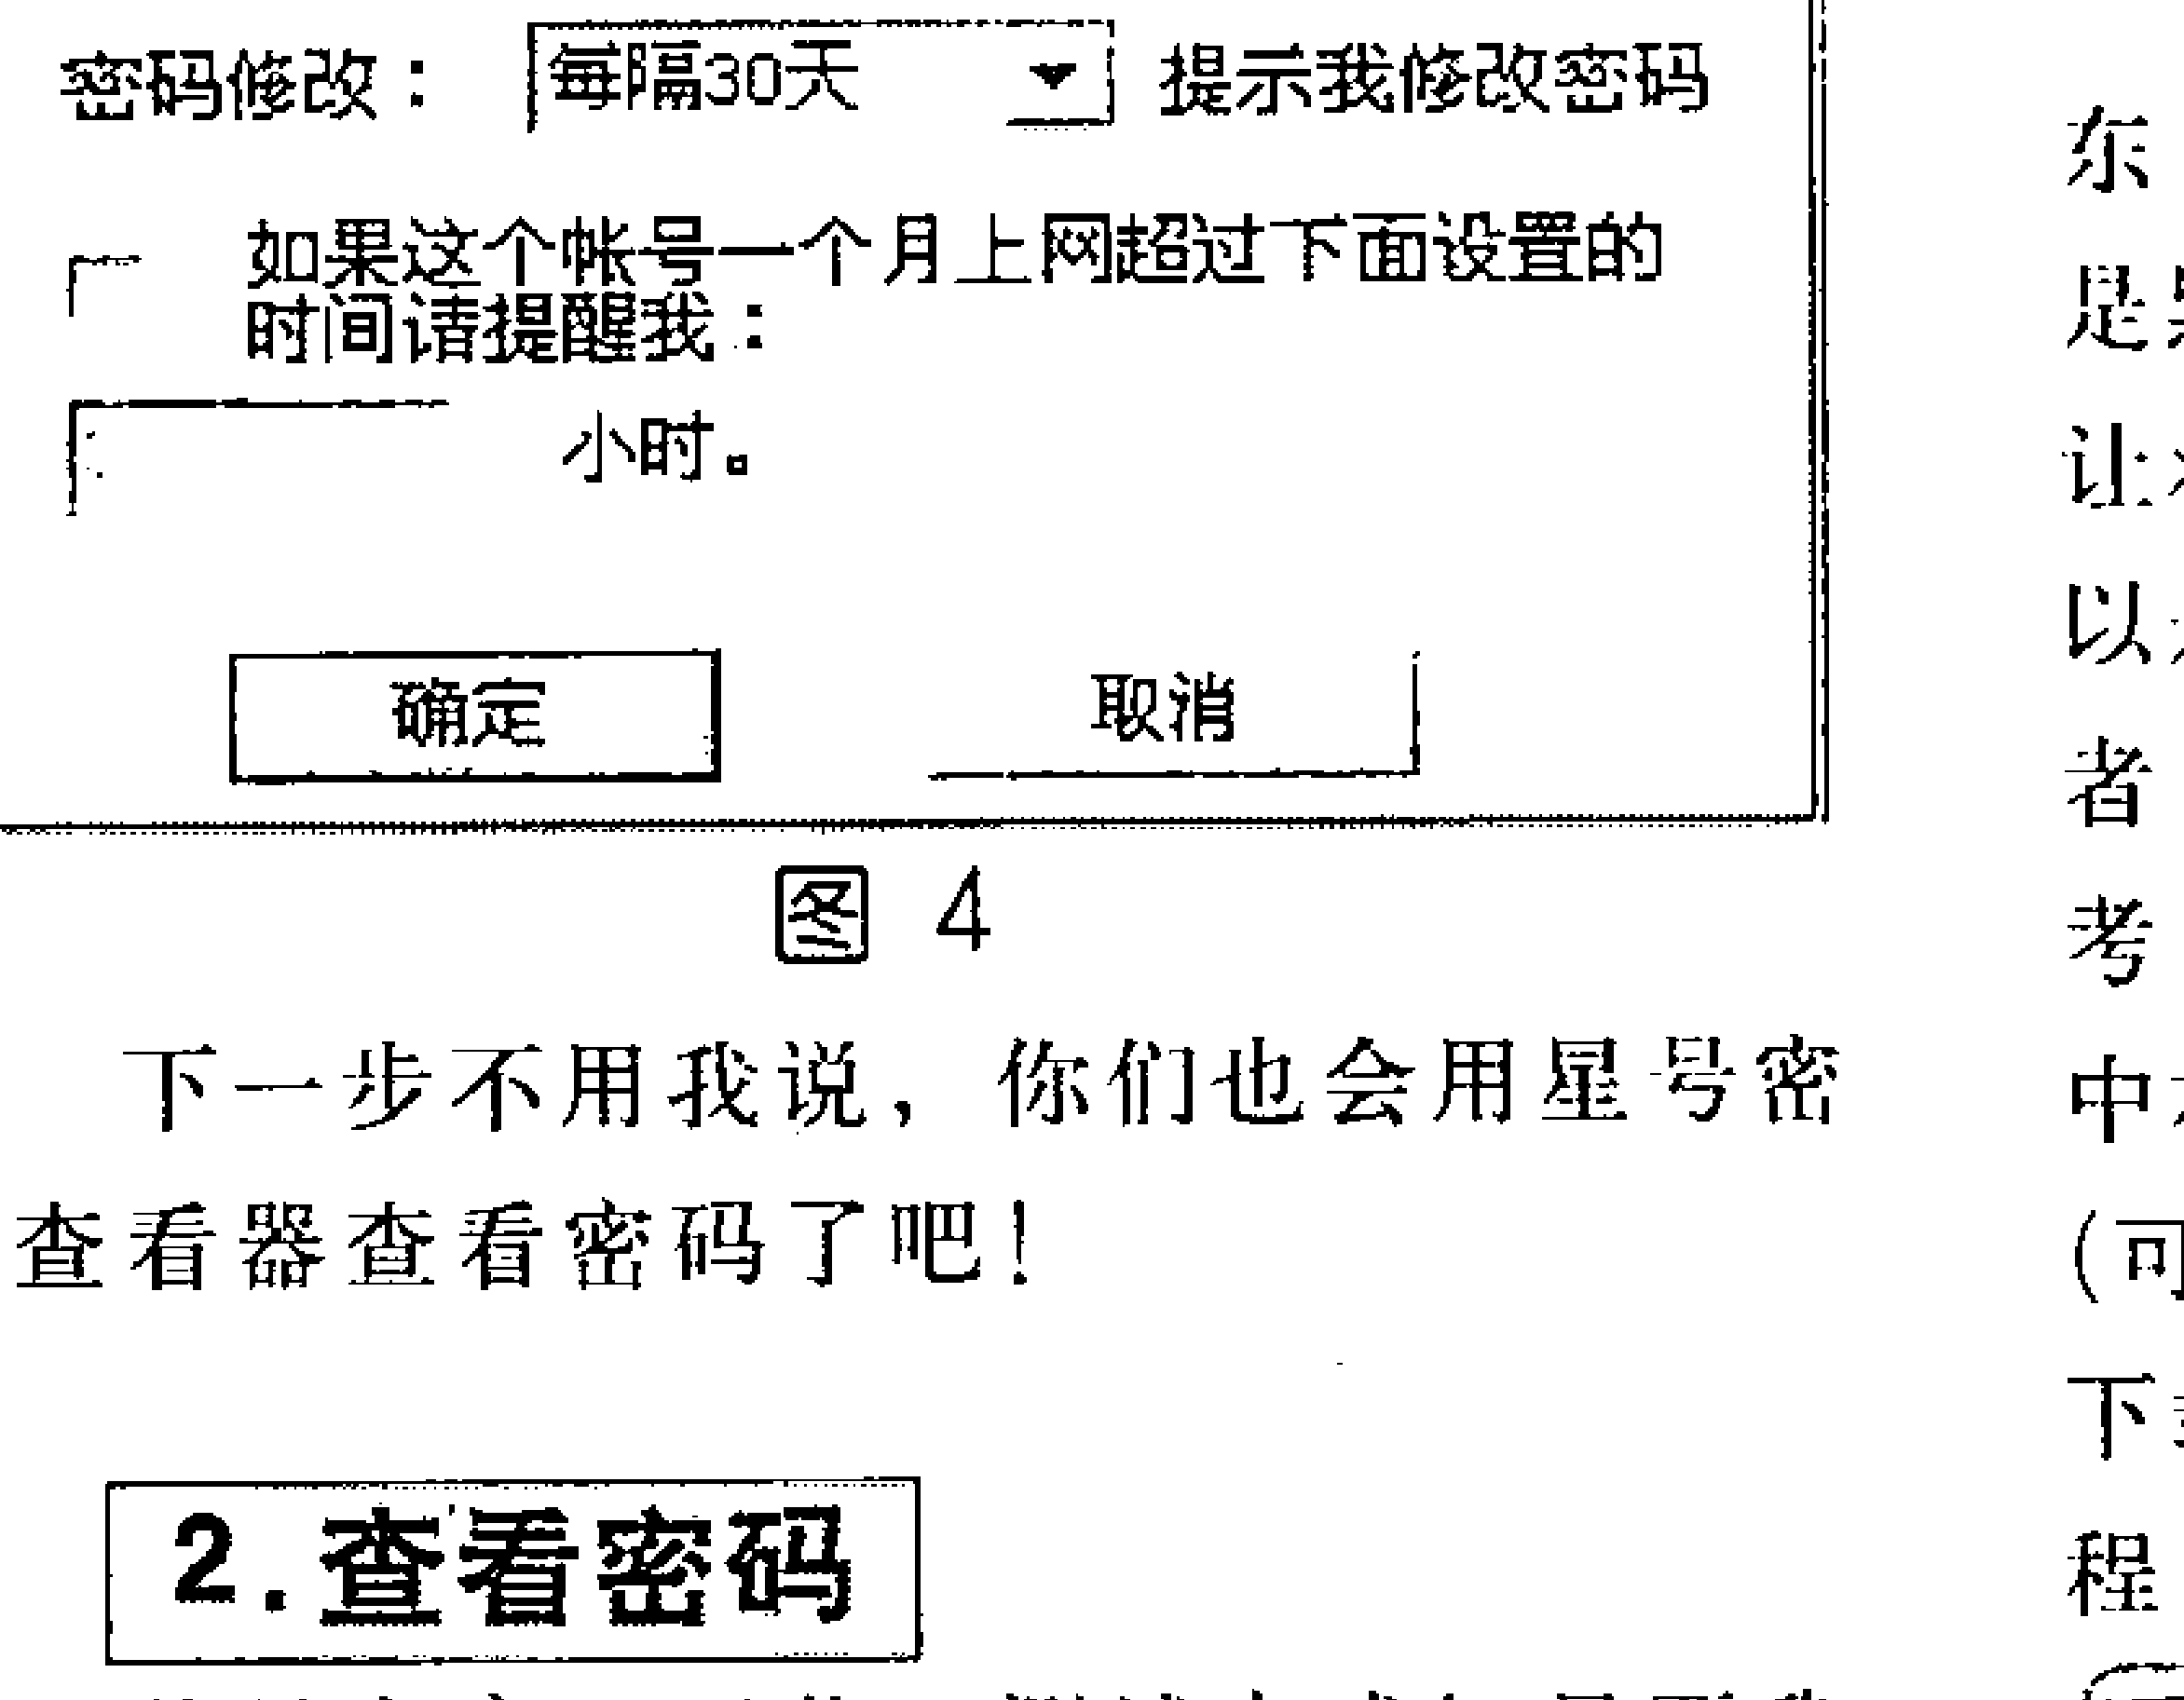 密码修改： 每隔30天 提示我修改密码
如果这个帐号一个月上网超过下面设置的
时间请提醒我：
小时。
确定 取消
图 4
下一步不用我说，你们也会用星号密
查看器查看密码了吧！
2.查看密码
东
是
让
以
者
考
中
(可
下
程